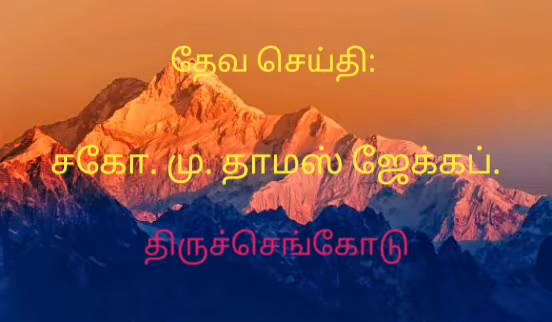 தேவ செய்தி:
சகோ. மு. தாமஸ் ஜேக்கப்.
திருச்செங்கோடு